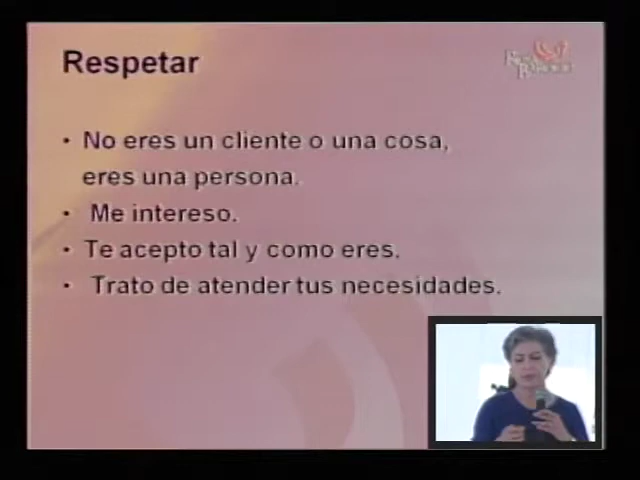 Respetar
• No eres un cliente o una cosa,
eres una persona.
• Me intereso.
• Te acepto tal y como eres.
• Trato de atender tus necesidades.